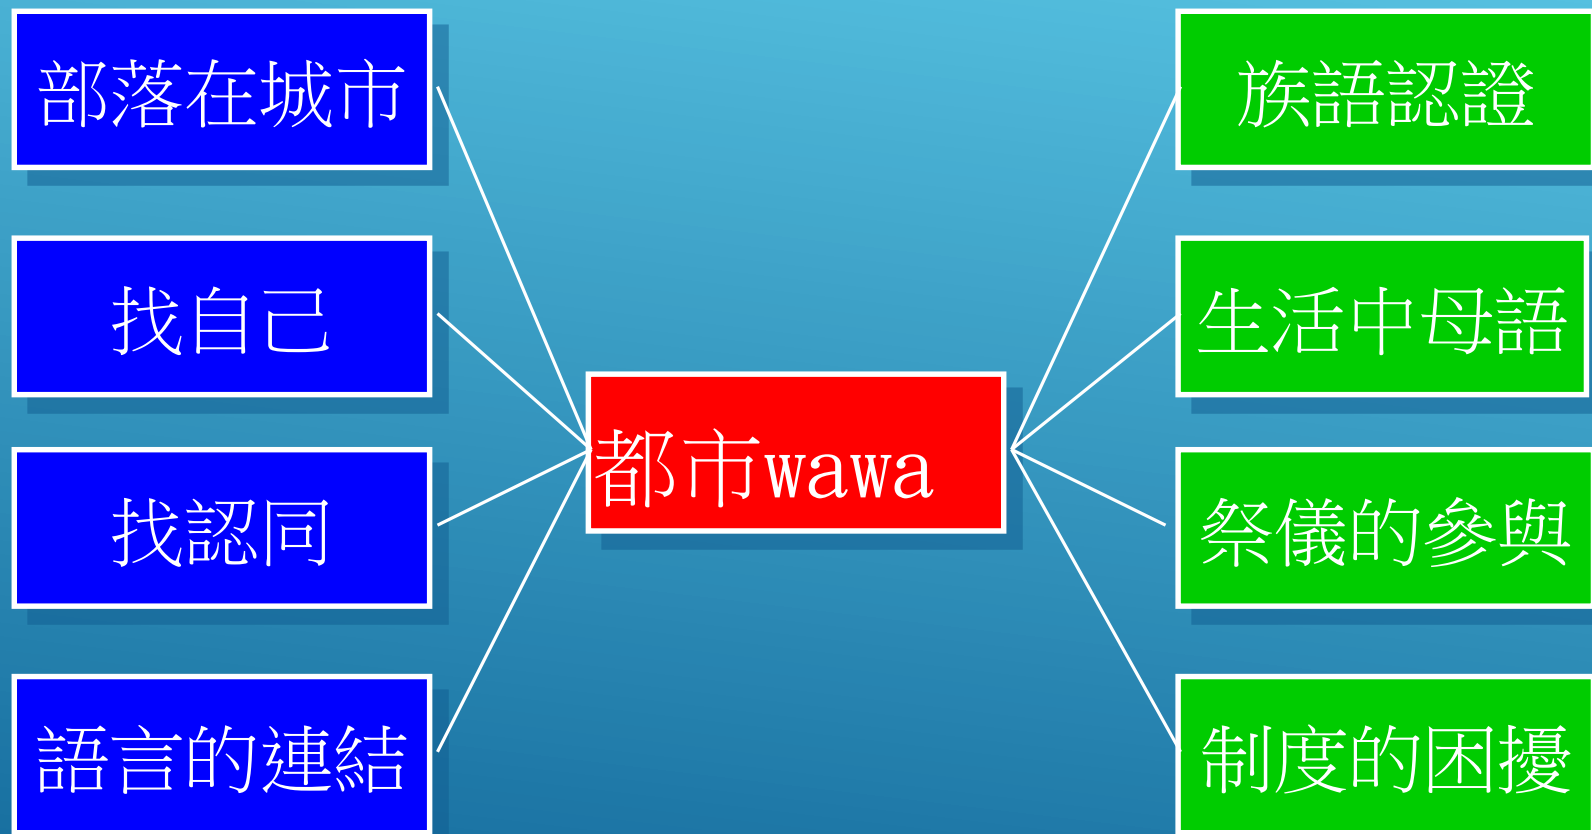 部落在城市
找自己
找認同
語言的連結
都市wawa
族語認證
生活中母語
祭儀的參與
制度的困擾